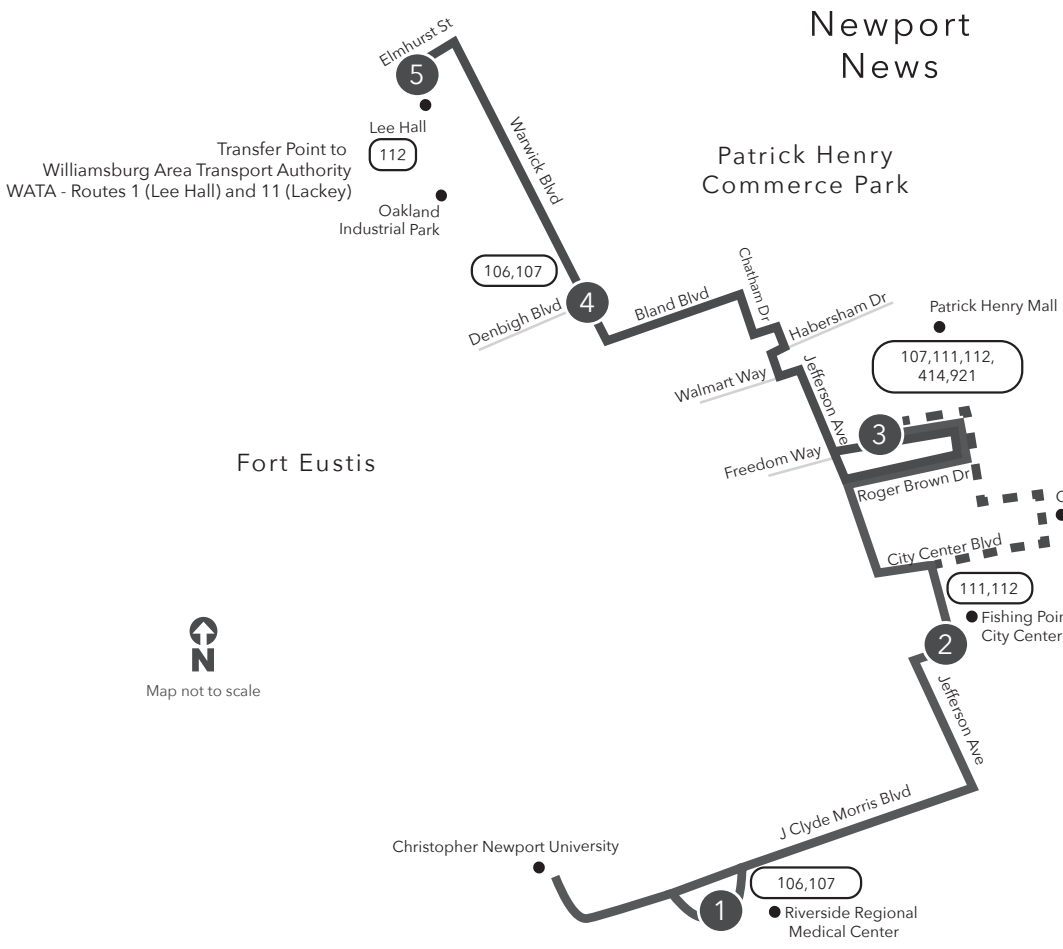 Newport
News
Elmhurst St
5
Lee Hall
112
Transfer Point to
Williamsburg Area Transport Authority
WATA - Routes 1 (Lee Hall) and 11 (Lackey)
Warwick Blvd
Patrick Henry
Commerce Park
Oakland
Industrial Park
106,107
4
Denbigh Blvd
Bland Blvd
Chatham Dr
Habersham Dr
Patrick Henry Mall
107,111,112,
414,921
Walmart Way
Jefferson Ave
3
Freedom Way
Fort Eustis
Roger Brown Dr
C
City Center Blvd
111,112
Fishing Poin
City Center
2
N
Map not to scale
Jefferson Ave
J Clyde Morris Blvd
Christopher Newport University
106,107
1
Riverside Regional
Medical Center